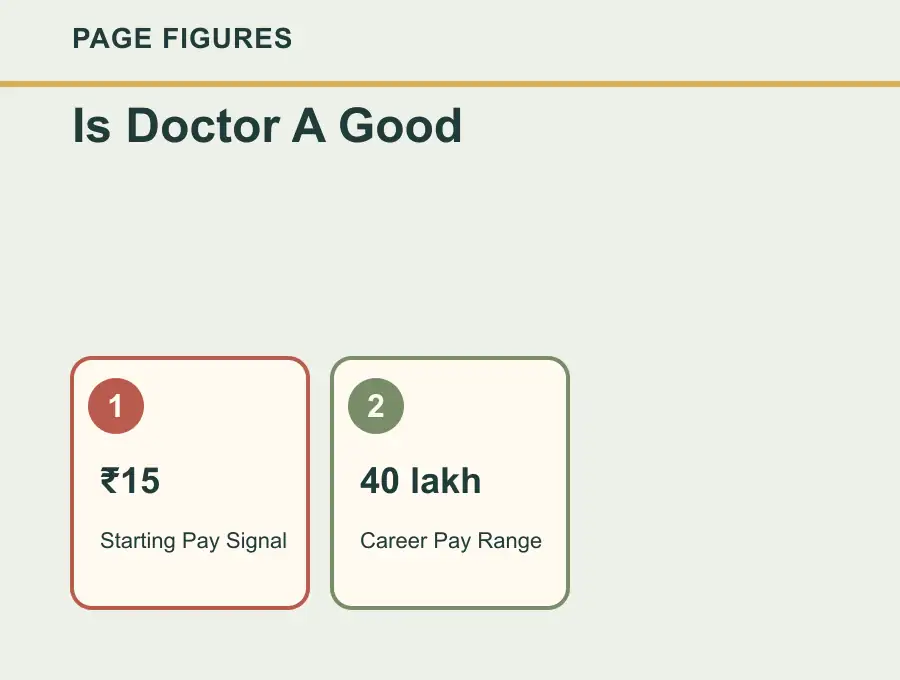 PAGE FIGURES
Is Doctor A Good
1
₹15
Starting Pay Signal
2
40 lakh
Career Pay Range